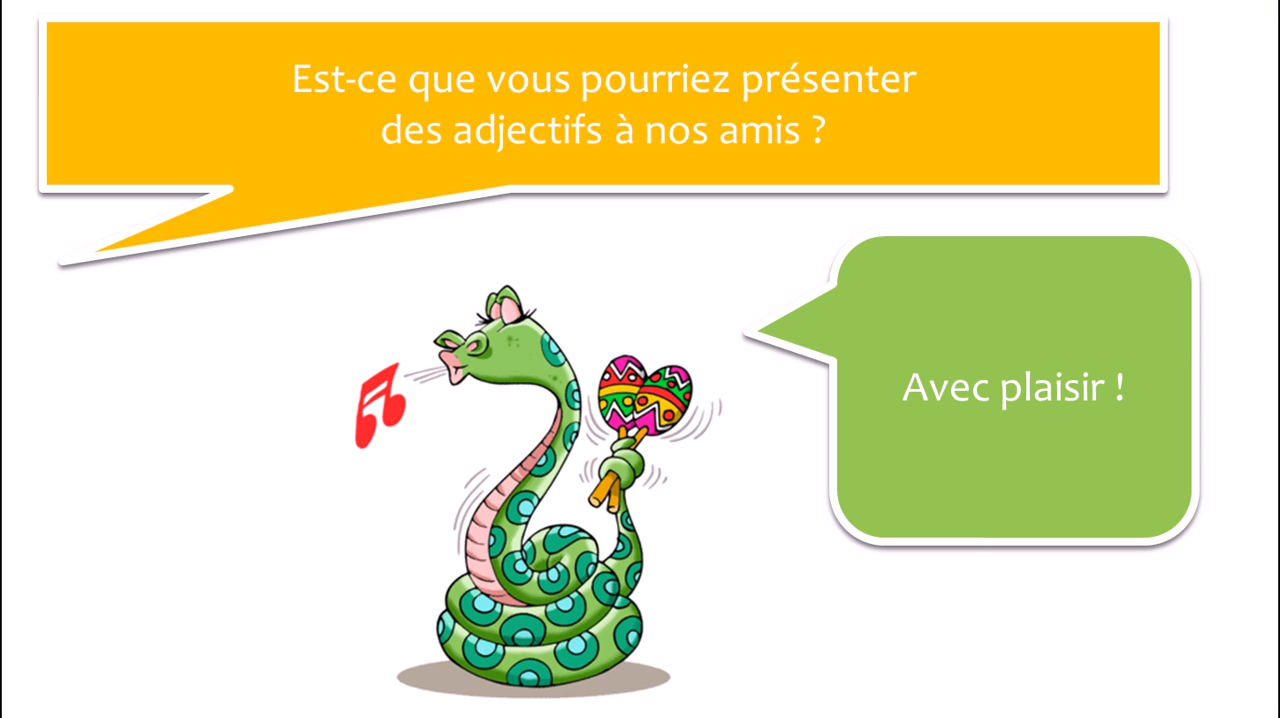 Est-ce que vous pourriez présenter
des adjectifs à nos amis ?
Avec plaisir !